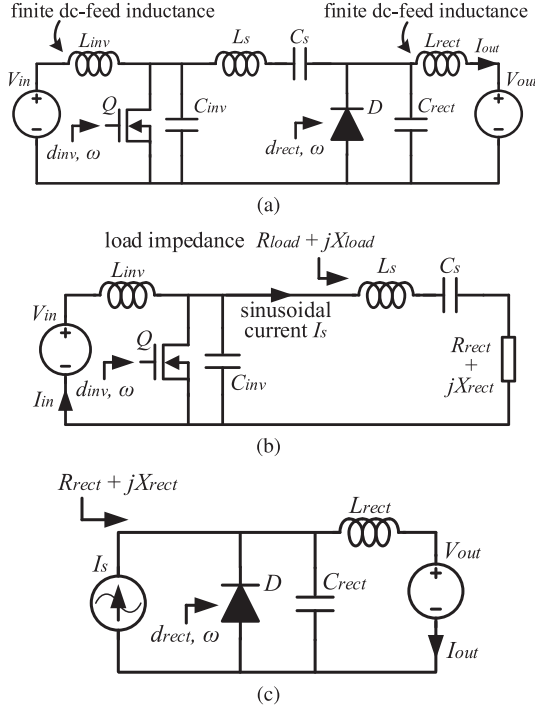 finite dc-feed inductance finite dc-feed inductance
Linv Ls Cs Lrect Iout
Vin Q Cinv D Crect Vout
dinv, ω drect, ω
(a)
load impedance Rload + jXload
Linv Ls Cs
Vin Q sinusoidal
current Is
Cinv Rrect
+
jXrect
Iin dinv, ω
(b)
Rrect + jXrect
Lrect
Is D Crect Vout
drect, ω Iout
(c)